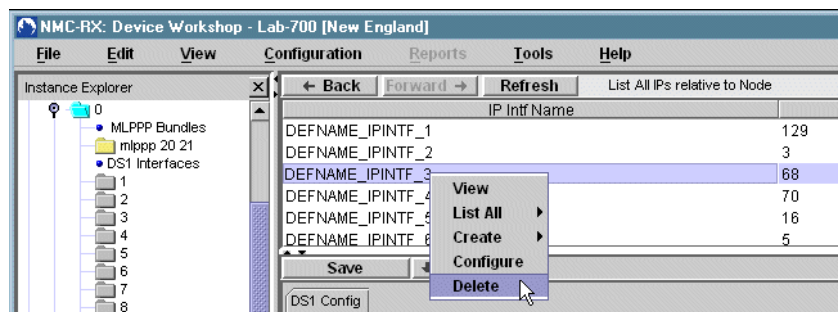 NMC-RX: Device Workshop - Lab-700 [New England]
File Edit View Configuration Reports Tools Help
Instance Explorer
← Back Forward → Refresh List All IPs relative to Node
0
MLPPP Bundles
mlppp 20 21
DS1 Interfaces
1
2
3
4
5
6
7
8
IP Intf Name
DEFNAME_IPINTF_1 129
DEFNAME_IPINTF_2 3
DEFNAME_IPINTF_3 68
DEFNAME_IPINTF_4 70
DEFNAME_IPINTF_5 16
DEFNAME_IPINTF_6 5
View
List All
Create
Configure
Delete
Save
DS1 Config